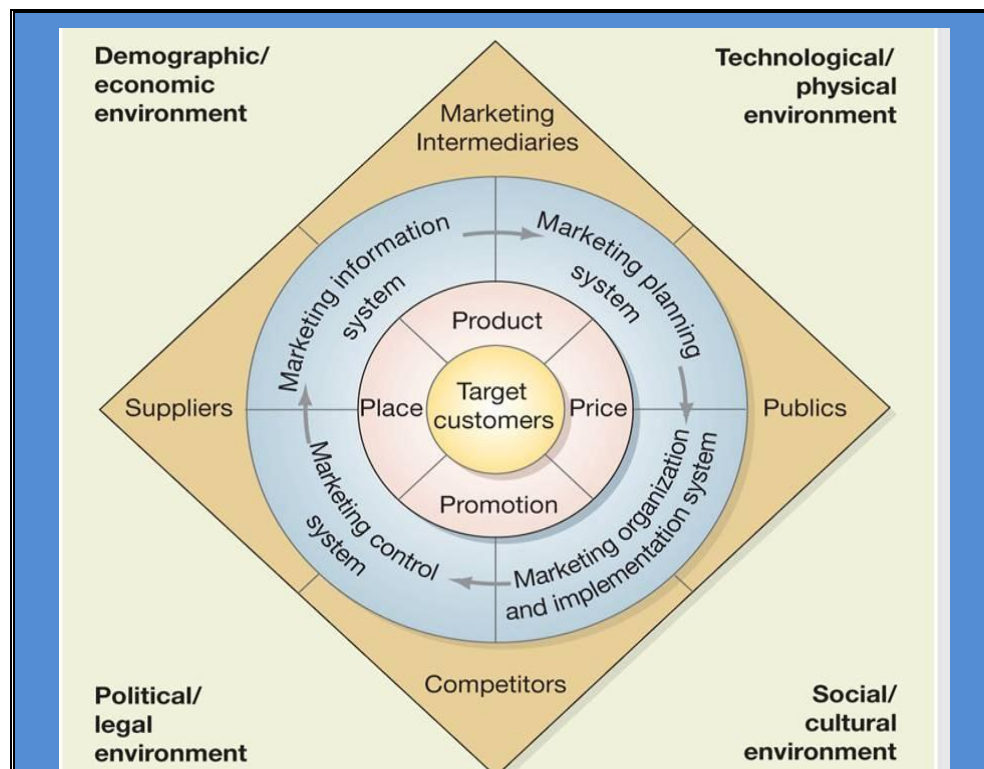 Demographic/
economic
environment
Technological/
physical
environment
Marketing
Intermediaries
Marketing information
system
Marketing planning
system
Product
Suppliers
Place
Target
customers
Price
Publics
Promotion
Marketing control
system
Marketing organization
and implementation system
Competitors
Political/
legal
environment
Social/
cultural
environment